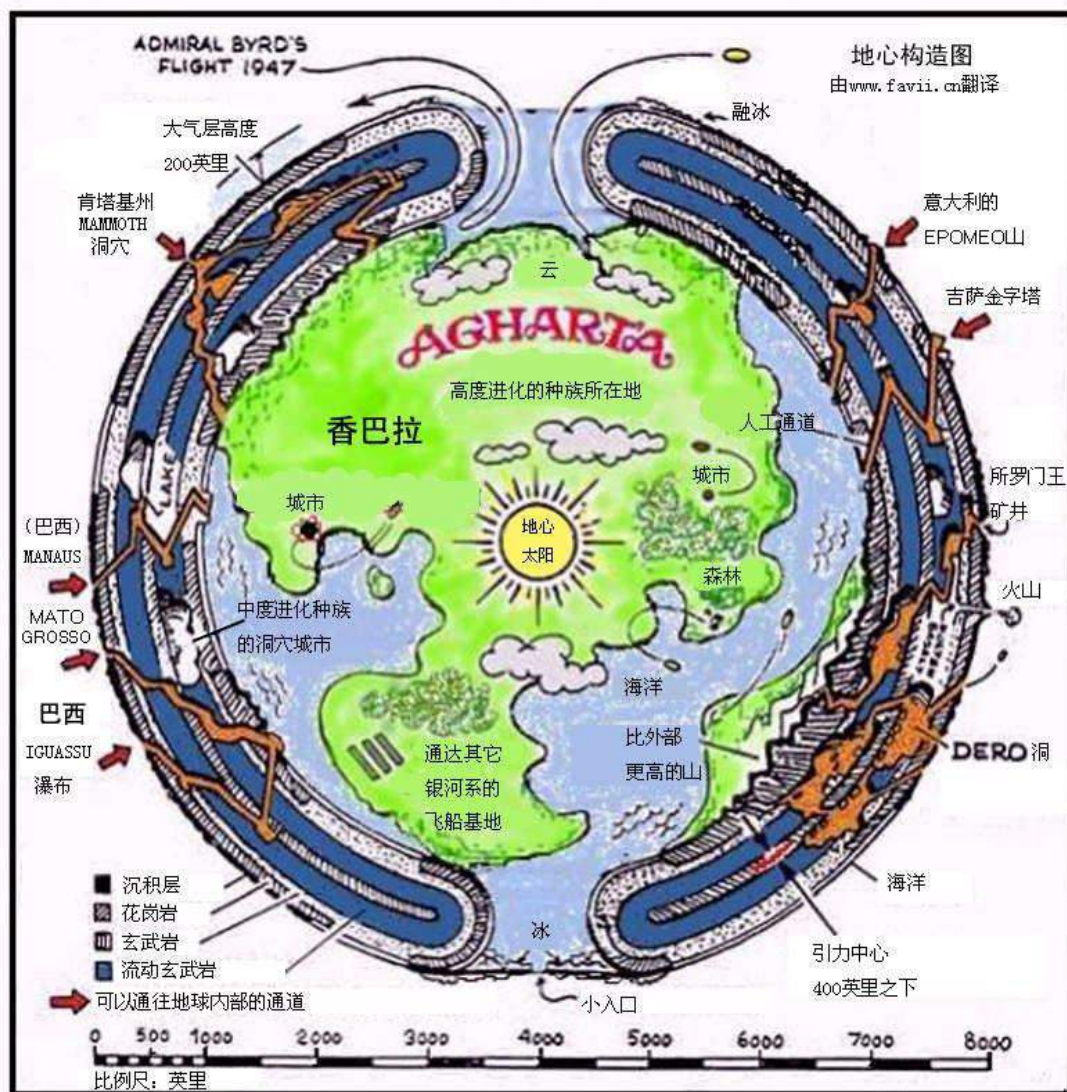 ADMIRAL BYRD'S
FLIGHT 1947
地心构造图
由www.favii.cn翻译
融冰
大气层高度
200英里
肯塔基州
MAMMOTH
洞穴
意大利的
EPOMEO山
吉萨金字塔
云
AGHARTA
高度进化的种族所在地
香巴拉
人工通道
LAKE
LAKE
城市
城市
地心
太阳
森林
所罗门王
矿井
(巴西)
MANAUS
MATO
GROSSO
中度进化种族
的洞穴城市
火山
巴西
IGUASSU
瀑布
海洋
比外部
更高的山
DERO洞
通达其它
银河系的
飞船基地
沉积层
花岗岩
玄武岩
流动玄武岩
可以通往地球内部的通道
海洋
冰
引力中心
400英里之下
小入口
0 500 1000 2000 3000 4000 5000 6000 7000 8000
比例尺：英里